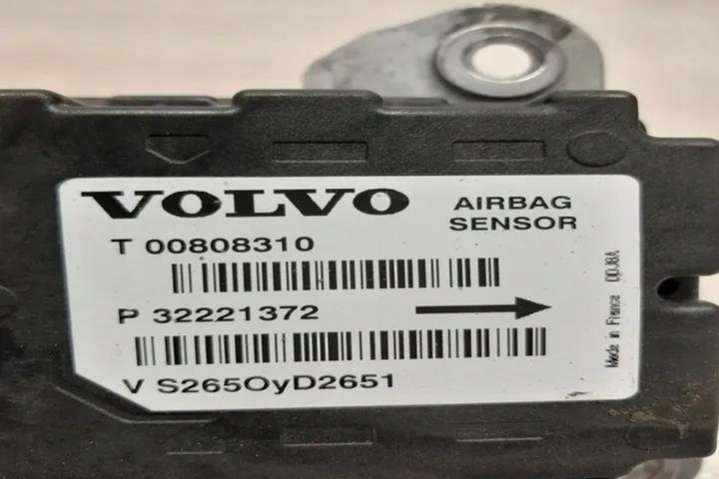 VOLVO
AIRBAG
SENSOR
T 00808310
P 32221372
V S265OyD2651
Made in France